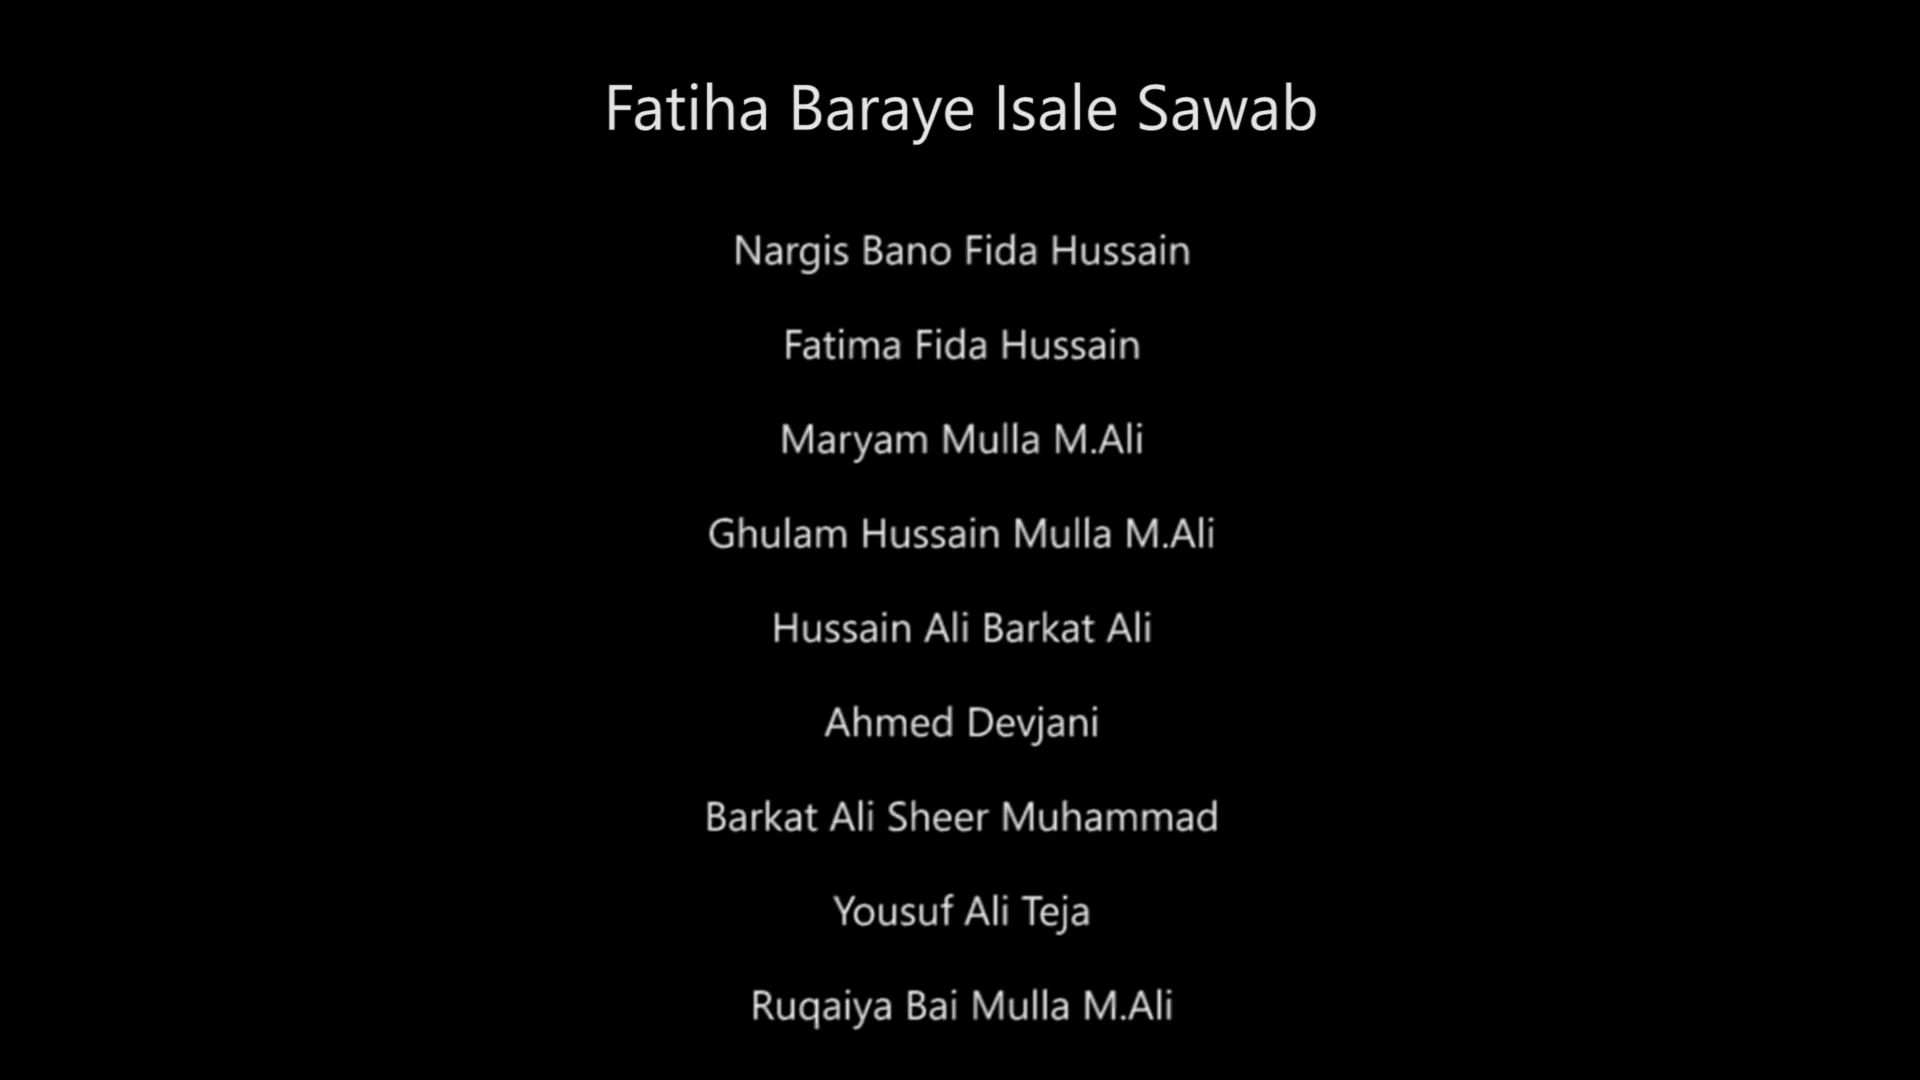 Fatiha Baraye Isale Sawab
Nargis Bano Fida Hussain
Fatima Fida Hussain
Maryam Mulla M.Ali
Ghulam Hussain Mulla M.Ali
Hussain Ali Barkat Ali
Ahmed Devjani
Barkat Ali Sheer Muhammad
Yousuf Ali Teja
Ruqaiya Bai Mulla M.Ali